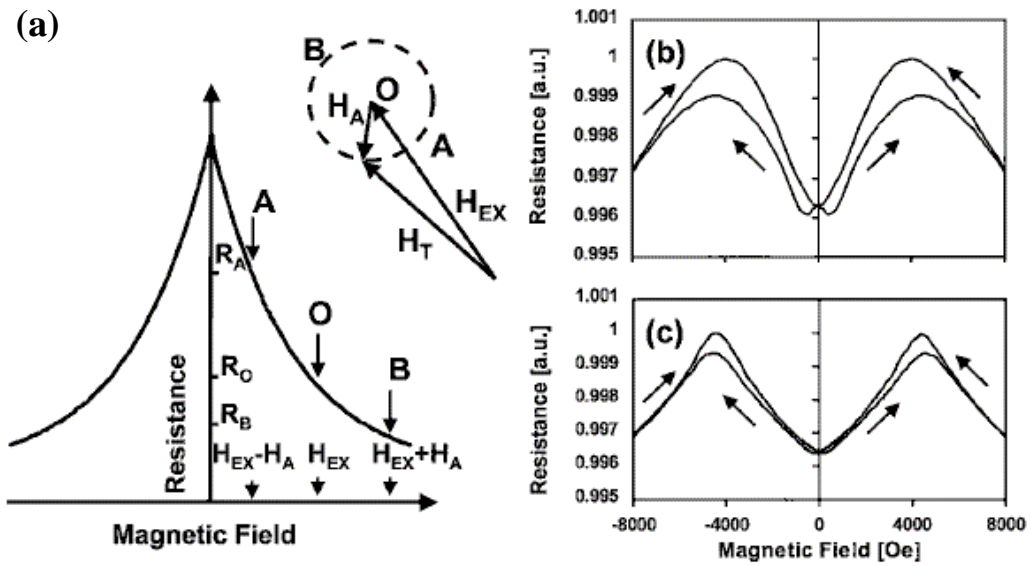 (a)
B
O
H_A
A
H_EX
H_T
A
R_A
O
R_O
B
R_B
H_EX-H_A H_EX H_EX+H_A
Resistance
Magnetic Field
(b)
1.001
1
0.999
0.998
0.997
0.996
0.995
Resistance [a.u.]
(c)
1.001
1
0.999
0.998
0.997
0.996
0.995
Resistance [a.u.]
-8000 -4000 0 4000 8000
Magnetic Field [Oe]